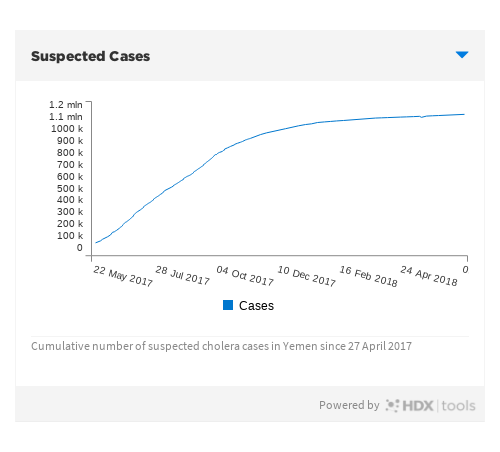 Suspected Cases
1.2 mln
1.1 mln
1000 k
900 k
800 k
700 k
600 k
500 k
400 k
300 k
200 k
100 k
0
22 May 2017
28 Jul 2017
04 Oct 2017
10 Dec 2017
16 Feb 2018
24 Apr 2018
0
Cases
Cumulative number of suspected cholera cases in Yemen since 27 April 2017
Powered by HDX tools